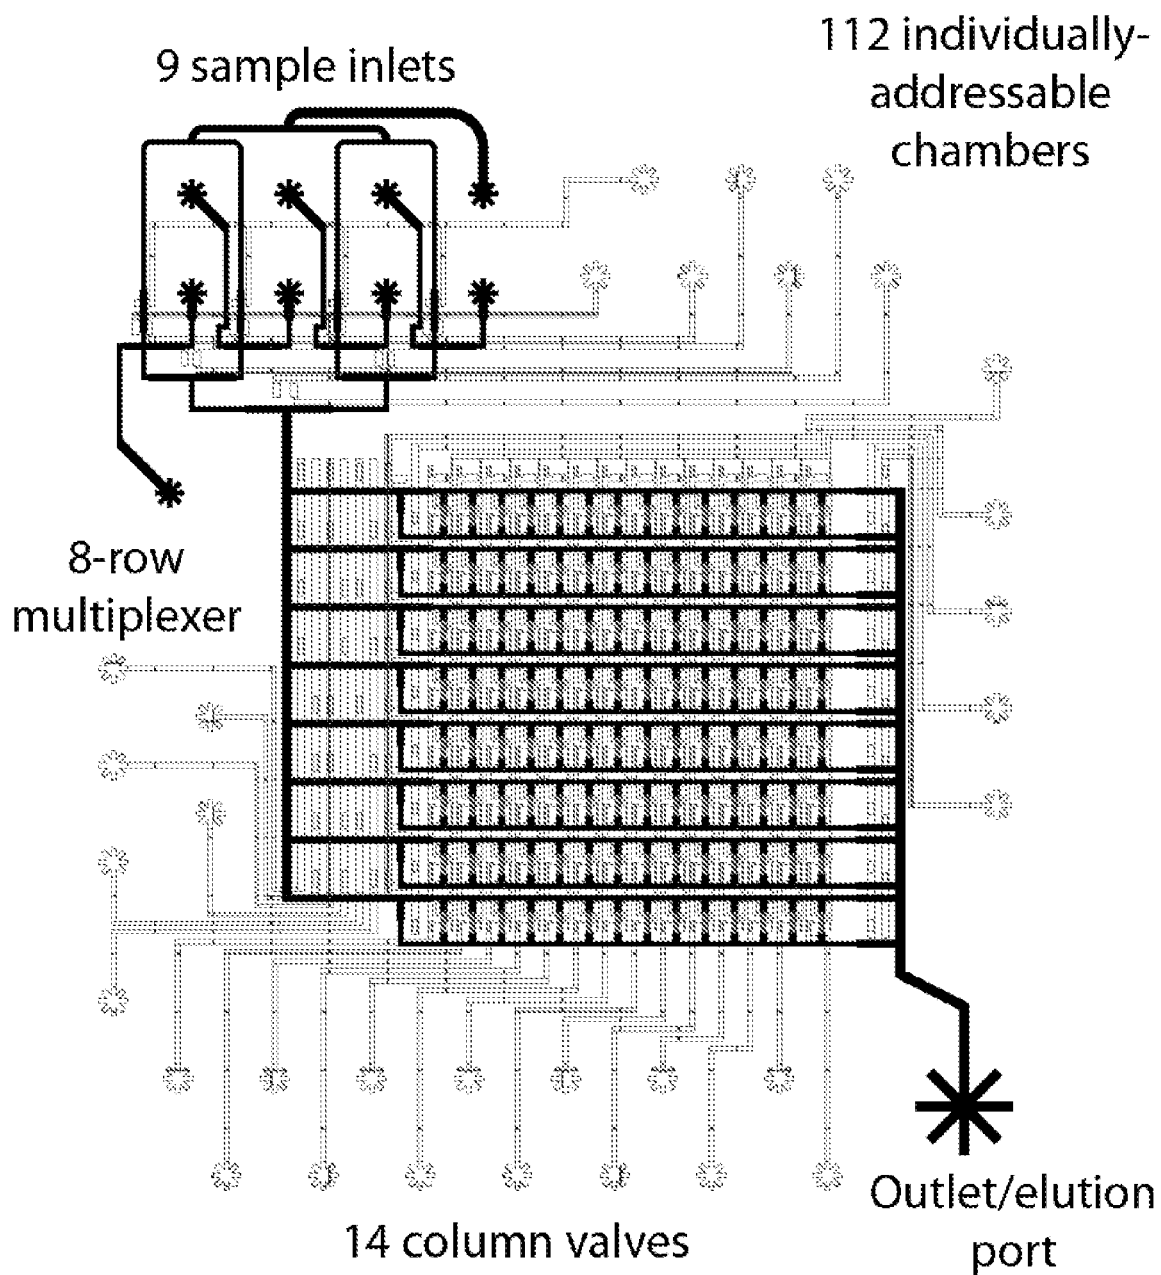 9 sample inlets
112 individually-
addressable
chambers
8-row
multiplexer
14 column valves
Outlet/elution
port